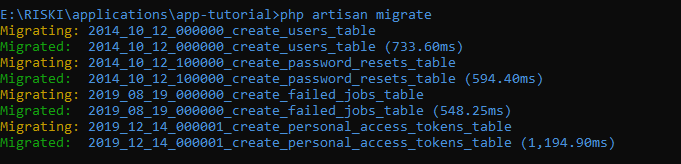 E:\RISKI\applications\app-tutorial>php artisan migrate
Migrating: 2014_10_12_000000_create_users_table
Migrated:  2014_10_12_000000_create_users_table (733.60ms)
Migrating: 2014_10_12_100000_create_password_resets_table
Migrated:  2014_10_12_100000_create_password_resets_table (594.40ms)
Migrating: 2019_08_19_000000_create_failed_jobs_table
Migrated:  2019_08_19_000000_create_failed_jobs_table (548.25ms)
Migrating: 2019_12_14_000001_create_personal_access_tokens_table
Migrated:  2019_12_14_000001_create_personal_access_tokens_table (1,194.90ms)